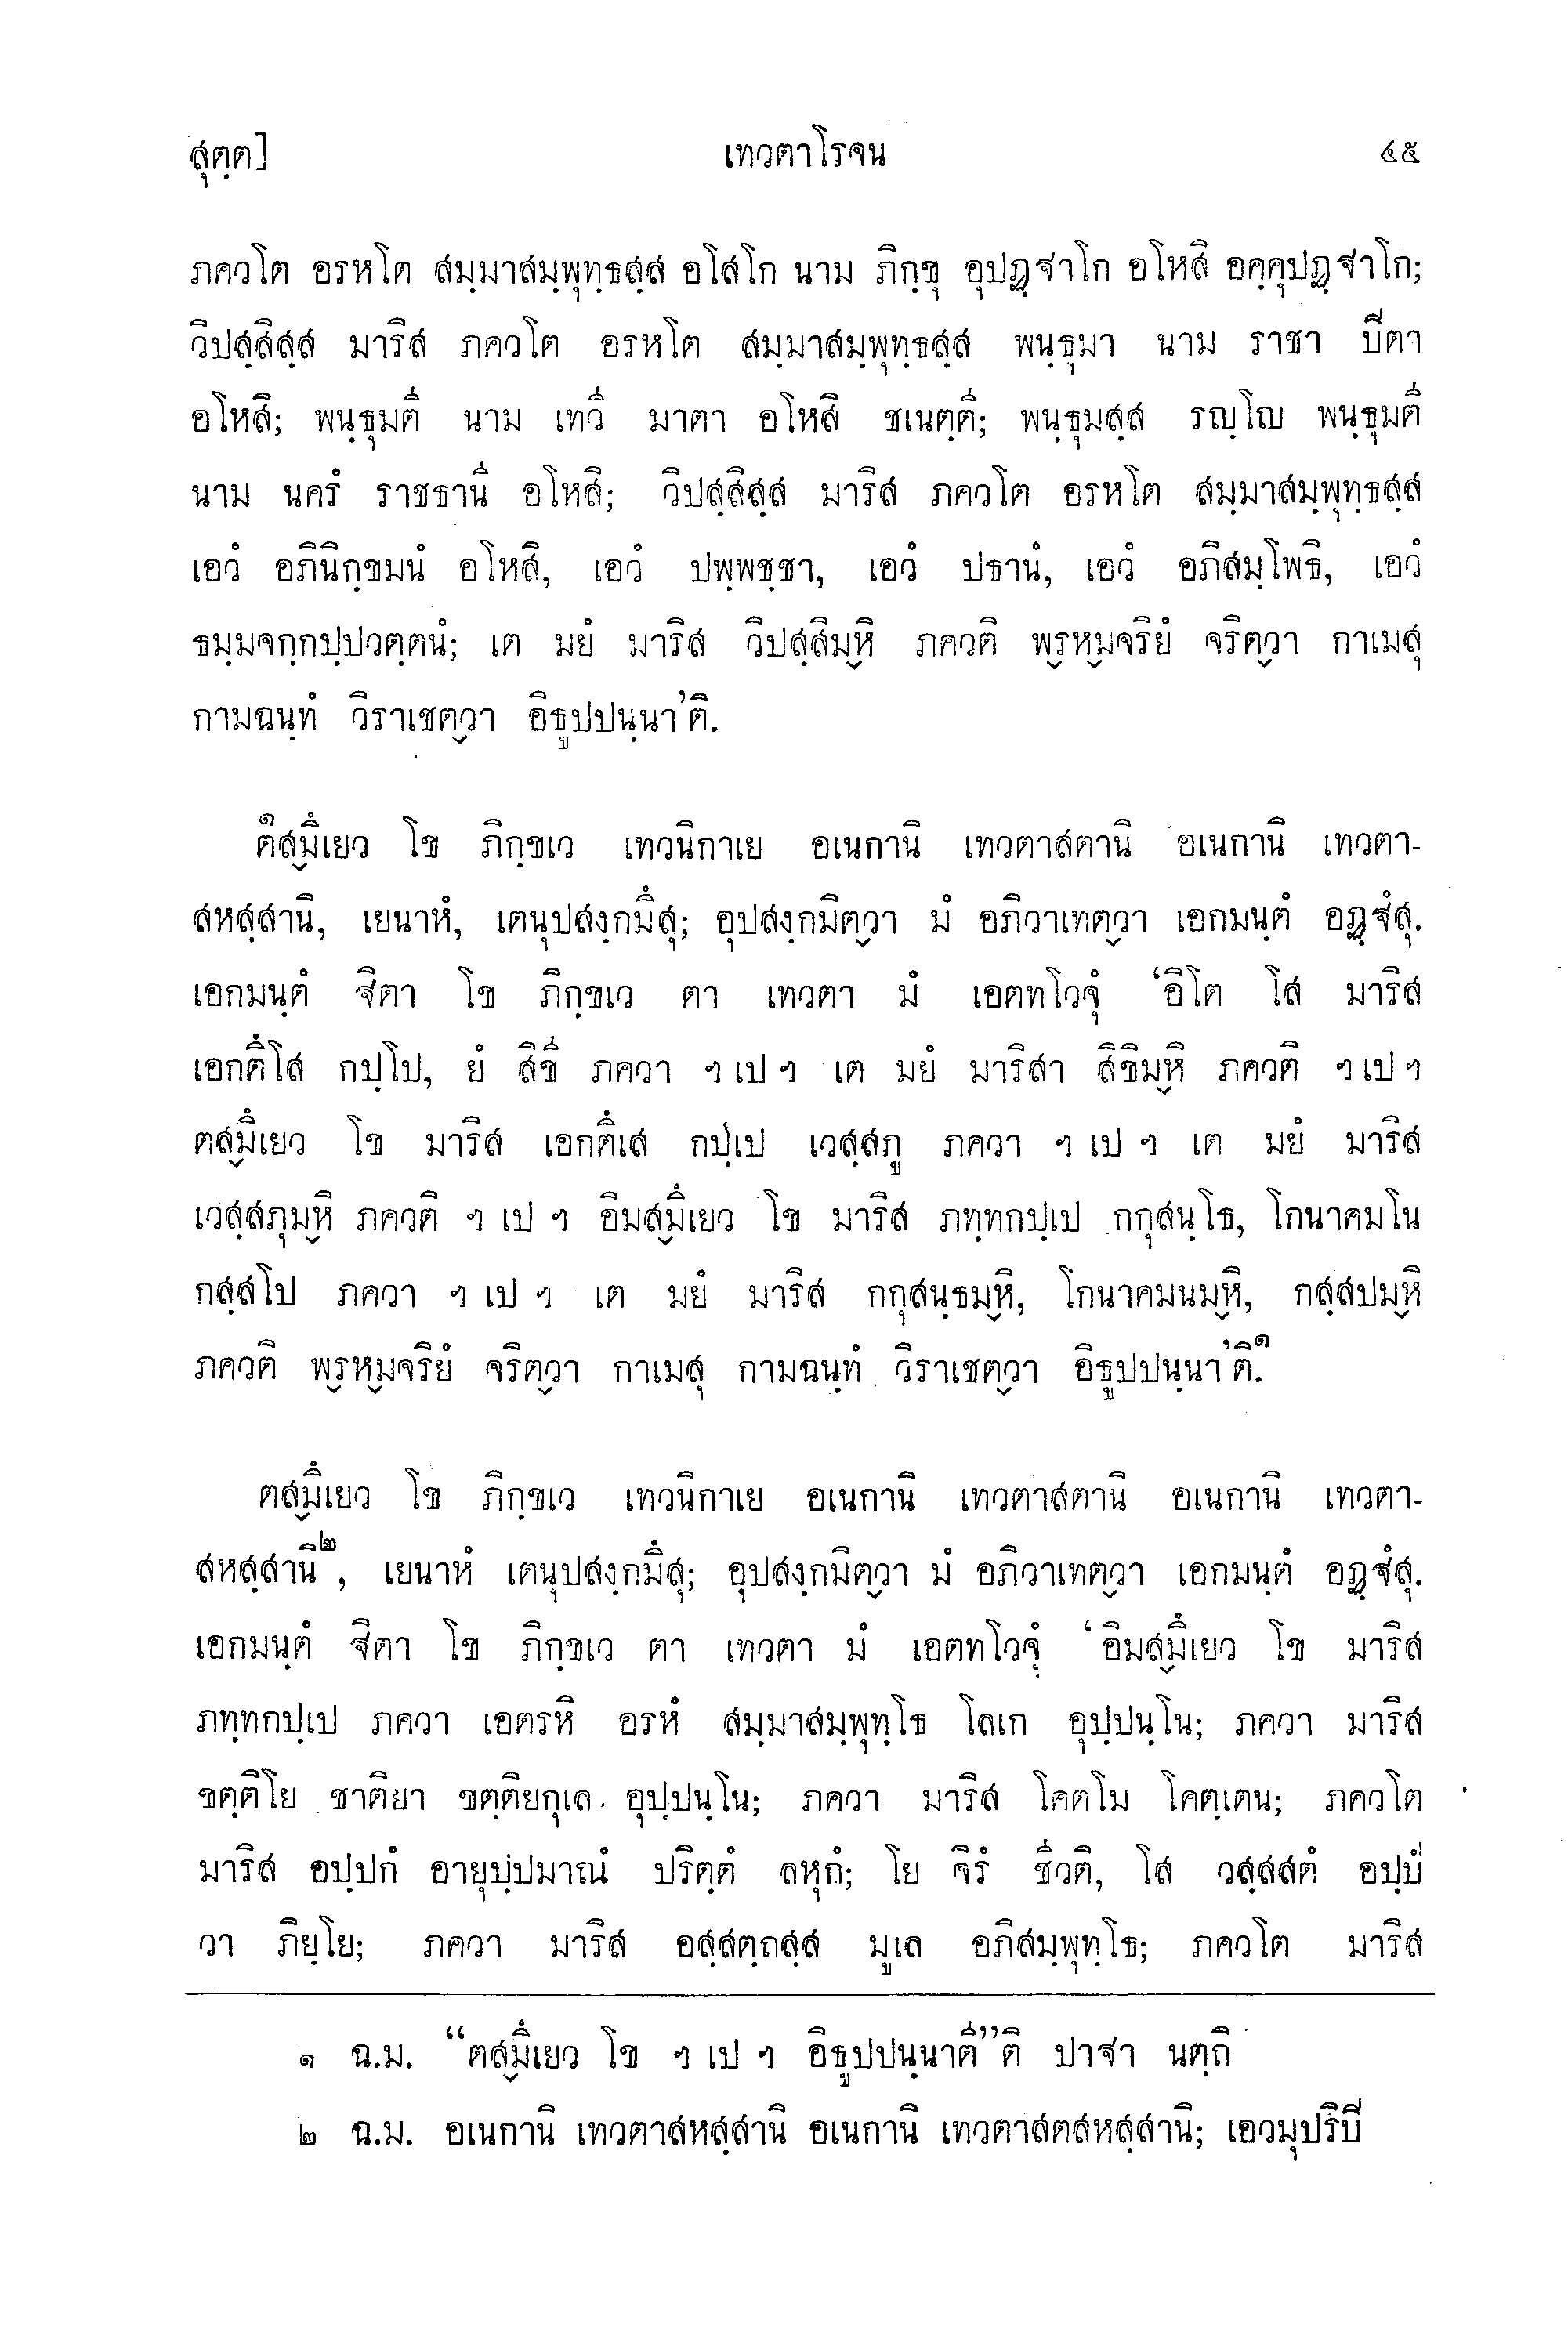 สุตฺต]	เทวตาโรจน	๔๕
ภควโต อรหโต สมฺมาสมฺพุทฺธสฺส อโสโก นาม ภิกฺขุ อุปฏฺฐาโก อโหสิ อคฺคุปฏฺฐาโก;
วิปสฺสิสฺส มาริส ภควโต อรหโต สมฺมาสมฺพุทฺธสฺส พนฺธุมา นาม ราชา ปิตา
อโหสิ; พนฺธุมตี นาม เทวี มาตา อโหสิ ชเนตฺตี; พนฺธุมสฺส รญฺโญ พนฺธุมตี
นาม นครํ ราชธานี อโหสิ; วิปสฺสิสฺส มาริส ภควโต อรหโต สมฺมาสมฺพุทฺธสฺส
เอวํ อภินิกฺขมนํ อโหสิ, เอวํ ปพฺพชฺชา, เอวํ ปธานํ, เอวํ อภิสมฺโพธิ, เอวํ
ธมฺมจกฺกปฺปวตฺตนํ; เต มยํ มาริส วิปสฺสิมฺ๎หิ ภควติ พฺ๎รหฺ๎มจริยํ จริตฺ๎วา กาเมสุ
กามฉนฺทํ วิราเชตฺ๎วา อิธูปปนฺนา’ติ.
ตสฺ๎มึเยว โข ภิกฺขเว เทวนิกาเย อเนกานิ เทวตาสตานิ อเนกานิ เทวตา-
สหสฺสานิ, เยนาหํ, เตนุปสงฺกมึสุ; อุปสงฺกมิตฺ๎วา มํ อภิวาเทตฺ๎วา เอกมนฺตํ อฏฺฐํสุ.
เอกมนฺตํ ฐิตา โข ภิกฺขเว ตา เทวตา มํ เอตทโวจุํ ‘อิโต โส มาริส
เอกตึโส กปฺโป, ยํ สิขี ภควา ฯ เป ฯ เต มยํ มาริสา สิขิมฺ๎หิ ภควติ ฯ เป ฯ
ตสฺ๎มึเยว โข มาริส เอกตึเส กปฺเป เวสฺสภู ภควา ฯ เป ฯ เต มยํ มาริส
เวสฺสภุมฺ๎หิ ภควติ ฯ เป ฯ อิมสฺ๎มึเยว โข มาริส ภทฺทกปฺเป กกุสนฺโธ, โกนาคมโน
กสฺสโป ภควา ฯ เป ฯ เต มยํ มาริส กกุสนฺธมฺ๎หิ, โกนาคมนมฺ๎หิ, กสฺสปมฺ๎หิ
ภควติ พฺ๎รหฺ๎มจริยํ จริตฺ๎วา กาเมสุ กามฉนฺทํ วิราเชตฺ๎วา อิธูปปนฺนา’ติ.๑
ตสฺ๎มึเยว โข ภิกฺขเว เทวนิกาเย อเนกานิ เทวตาสตานิ อเนกานิ เทวตา-
สหสฺสานิ๒, เยนาหํ เตนุปสงฺกมึสุ; อุปสงฺกมิตฺ๎วา มํ อภิวาเทตฺ๎วา เอกมนฺตํ อฏฺฐํสุ.
เอกมนฺตํ ฐิตา โข ภิกฺขเว ตา เทวตา มํ เอตทโวจุํ ‘อิมสฺ๎มึเยว โข มาริส
ภทฺทกปฺเป ภควา เอตรหิ อรหํ สมฺมาสมฺพุทฺโธ โลเก อุปฺปนฺโน; ภควา มาริส
ขตฺติโย ชาติยา ขตฺติยกุเล อุปฺปนฺโน; ภควา มาริส โคตโม โคตฺเตน; ภควโต
มาริส อปฺปกํ อายุปฺปมาณํ ปริตฺตํ ลหุกํ; โย จิรํ ชีวติ, โส วสฺสสตํ อปฺปํ
วา ภิยฺโย; ภควา มาริส อสฺสตฺถสฺส มูเล อภิสมฺพุทฺโธ; ภควโต มาริส
๑ ฉ.ม. “ตสฺ๎มึเยว โข ฯ เป ฯ อิธูปปนฺนาตี”ติ ปาฐา นตฺถิ
๒ ฉ.ม. อเนกานิ เทวตาสหสฺสานิ อเนกานิ เทวตาสตสหสฺสานิ; เอวมุปริปิ